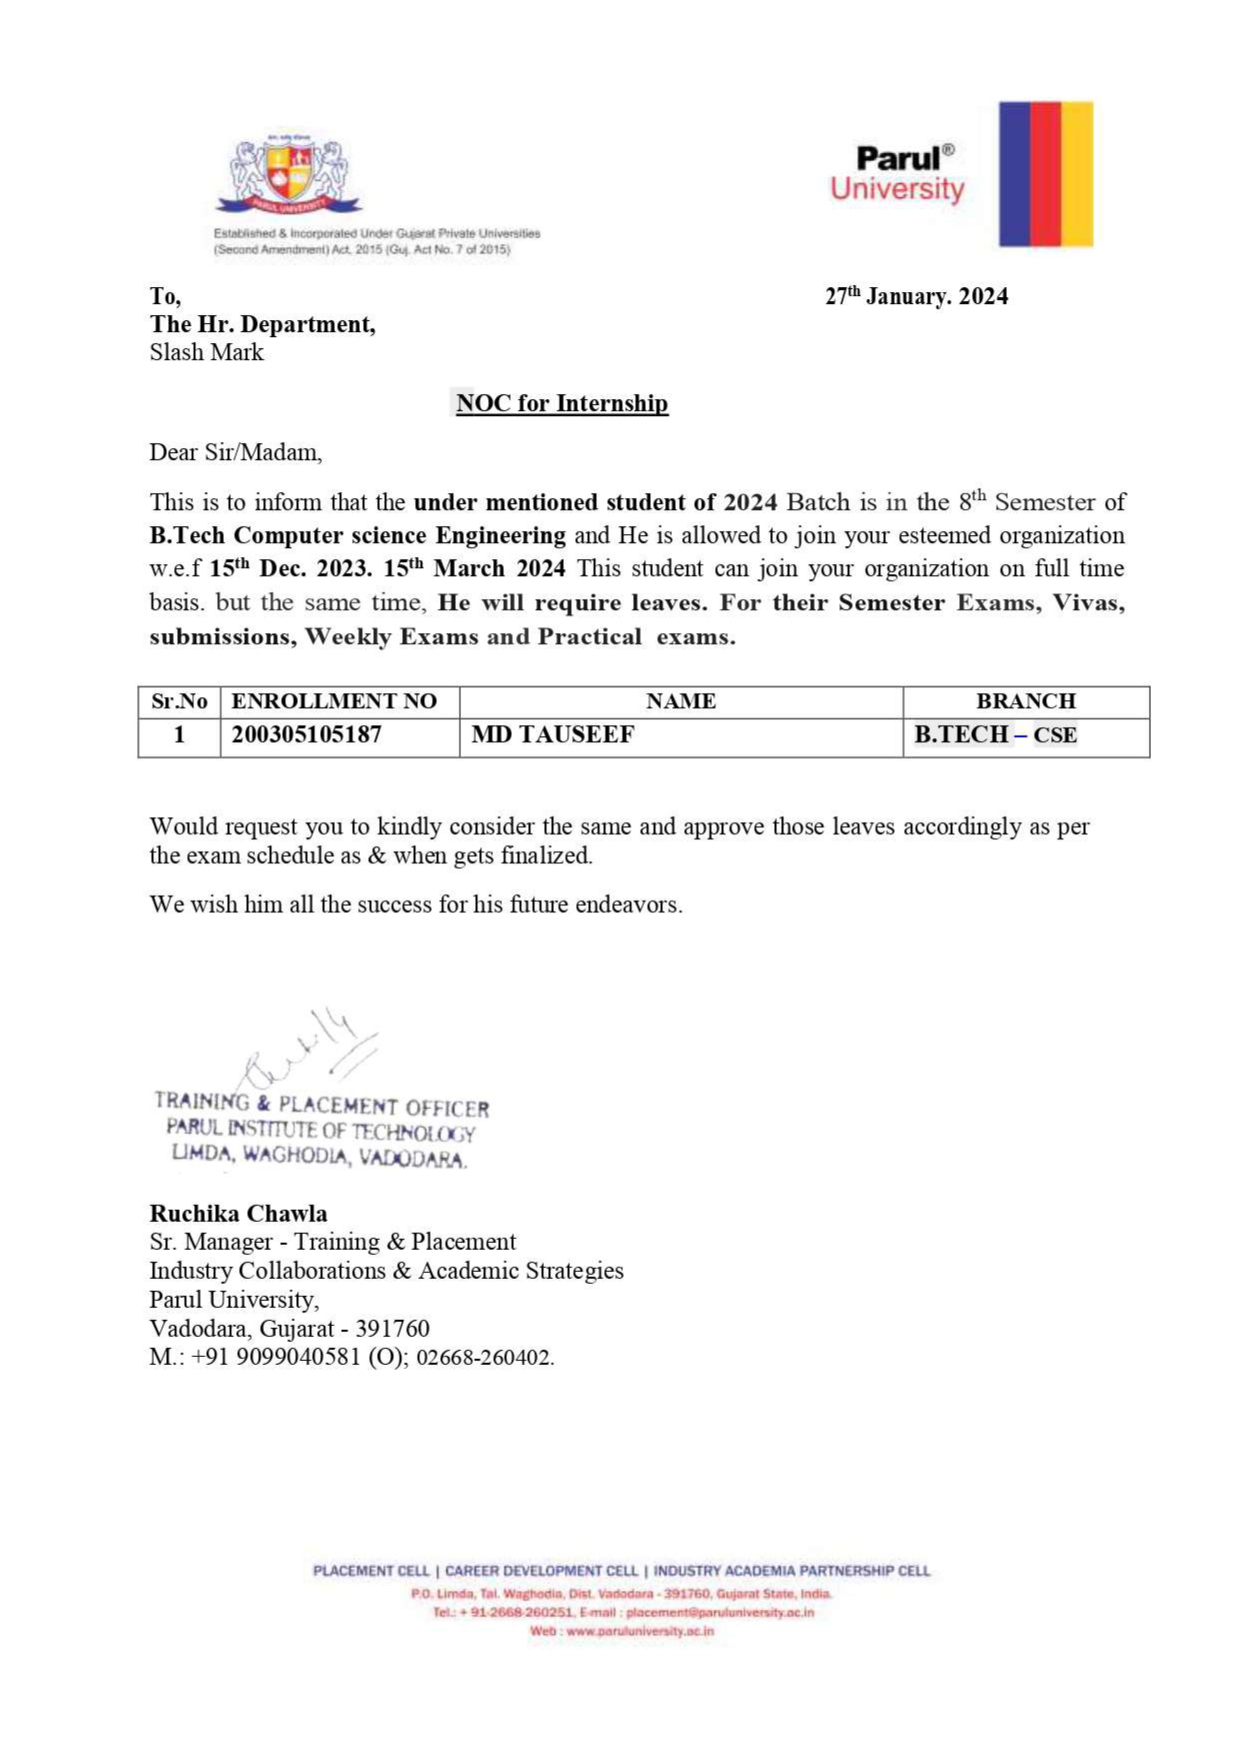 PARUL UNIVERSITY
Parul®
University
Established & Incorporated Under Gujarat Private Universities
(Second Amendment) Act, 2015 (Guj. Act No. 7 of 2015)
To,
27th January. 2024
The Hr. Department,
Slash Mark
NOC for Internship
Dear Sir/Madam,
This is to inform that the under mentioned student of 2024 Batch is in the 8th Semester of
B.Tech Computer science Engineering and He is allowed to join your esteemed organization
w.e.f 15th Dec. 2023. 15th March 2024 This student can join your organization on full time
basis. but the same time, He will require leaves. For their Semester Exams, Vivas,
submissions, Weekly Exams and Practical exams.
Sr.No ENROLLMENT NO NAME BRANCH
1 200305105187 MD TAUSEEF B.TECH – CSE
Would request you to kindly consider the same and approve those leaves accordingly as per
the exam schedule as & when gets finalized.
We wish him all the success for his future endeavors.
TRAINING & PLACEMENT OFFICER
PARUL INSTITUTE OF TECHNOLOGY
LIMDA, WAGHODIA, VADODARA.
Ruchika Chawla
Sr. Manager - Training & Placement
Industry Collaborations & Academic Strategies
Parul University,
Vadodara, Gujarat - 391760
M.: +91 9099040581 (O); 02668-260402.
PLACEMENT CELL | CAREER DEVELOPMENT CELL | INDUSTRY ACADEMIA PARTNERSHIP CELL
P.O. Limda, Tal. Waghodia, Dist. Vadodara - 391760, Gujarat State, India.
Tel.: + 91-2668-260251, E-mail : placement@paruluniversity.ac.in
Web : www.paruluniversity.ac.in